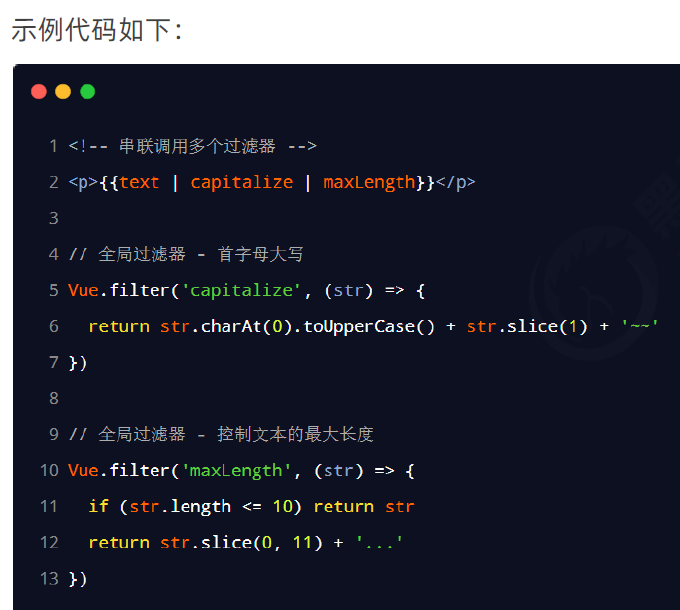 示例代码如下：
1 <!-- 串联调用多个过滤器 -->
2 <p>{{text | capitalize | maxLength}}</p>
3
4 // 全局过滤器 - 首字母大写
5 Vue.filter('capitalize', (str) => {
6   return str.charAt(0).toUpperCase() + str.slice(1) + '~~'
7 })
8
9 // 全局过滤器 - 控制文本的最大长度
10 Vue.filter('maxLength', (str) => {
11   if (str.length <= 10) return str
12   return str.slice(0, 11) + '...'
13 })